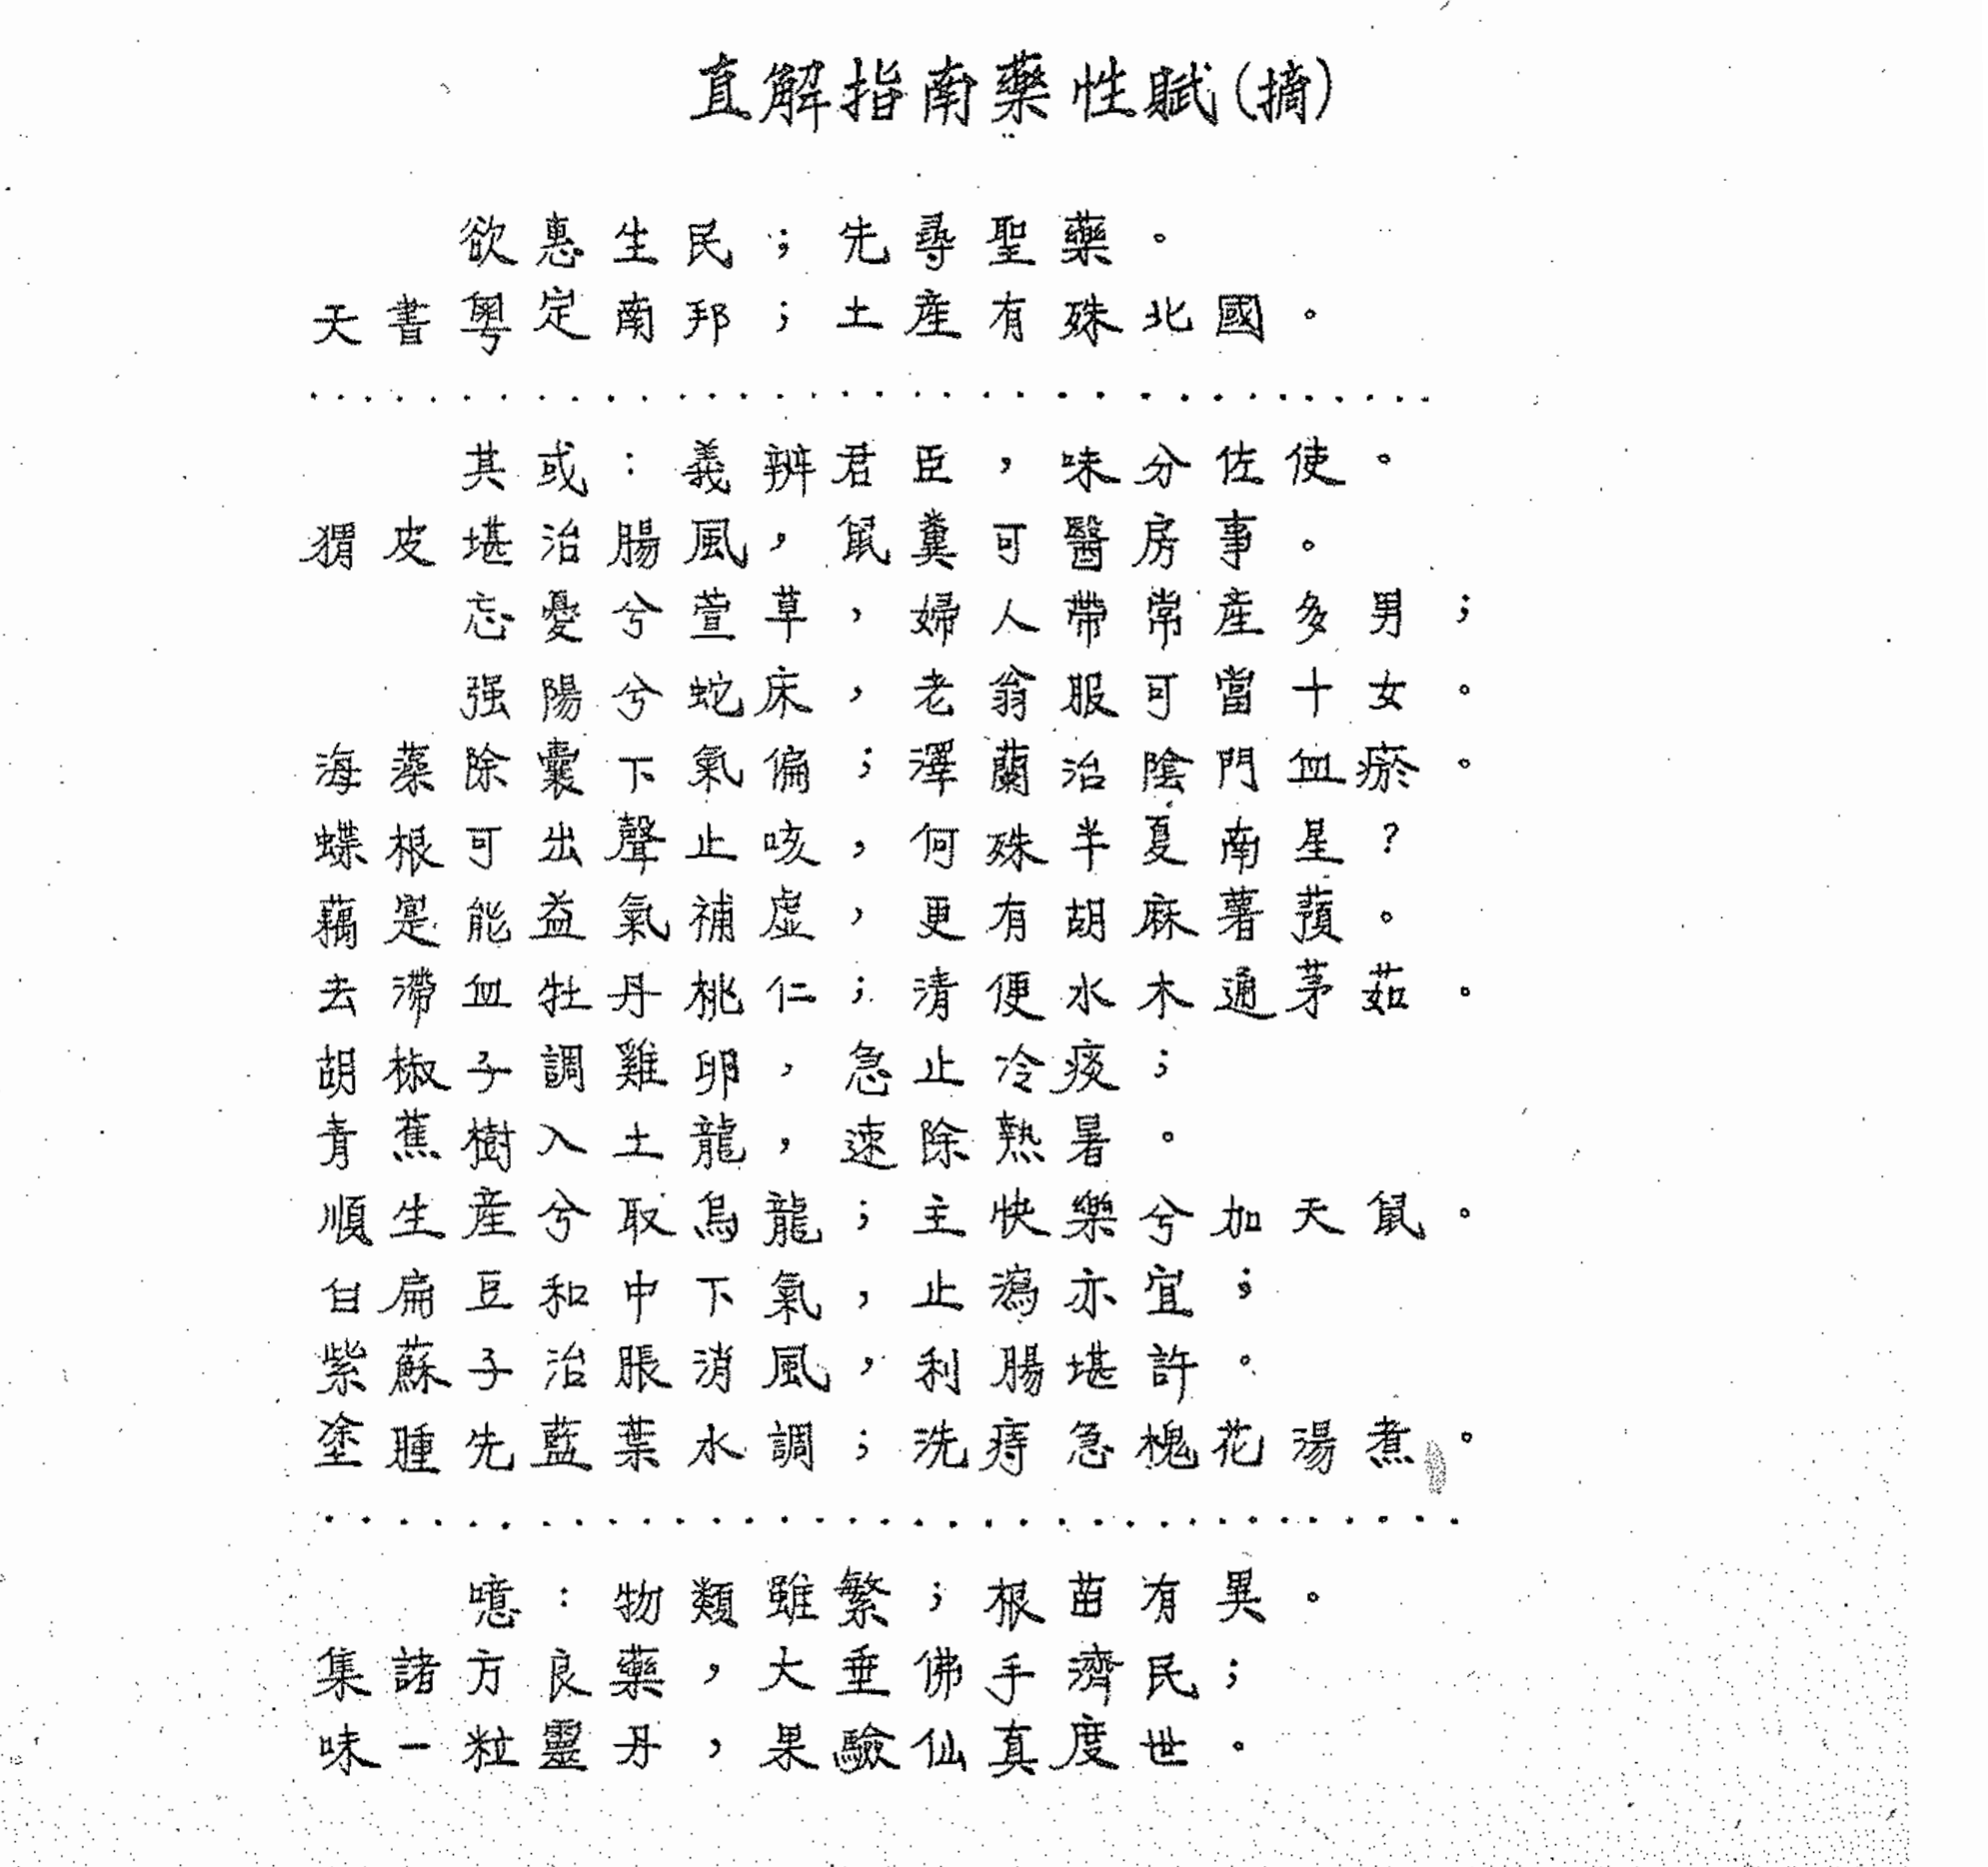 直解指南藥性賦(摘)
欲惠生民；先尋聖藥。
天書粵定南邦；土產有殊北國。
其或：義辨君臣，味分佐使。
猬皮堪治腸風，鼠糞可醫房事。
忘憂兮萱草，婦人帶常產多男；
强陽兮蛇床，老翁服可當十女。
海藻除囊下氣偏；澤蘭治陰門血瘀。
蝶根可出聲止咳，何殊半夏南星？
藕寔能益氣補虛，更有胡麻薯蕷。
去滯血牡丹桃仁；清便水木通茅茹。
胡椒子調雞卵，急止冷痰；
青蕉樹入土龍，速除熱暑。
順生產兮取烏龍；主快樂兮加天鼠。
白扁豆和中下氣，止瀉亦宜；
紫蘇子治脹消風，利腸堪許。
塗腫先藍葉水調；洗痔急槐花湯煮。
噫：物類雖繁；根苗有異。
集諸方良藥，大垂佛手濟民；
味一粒靈丹，果驗仙真度世。